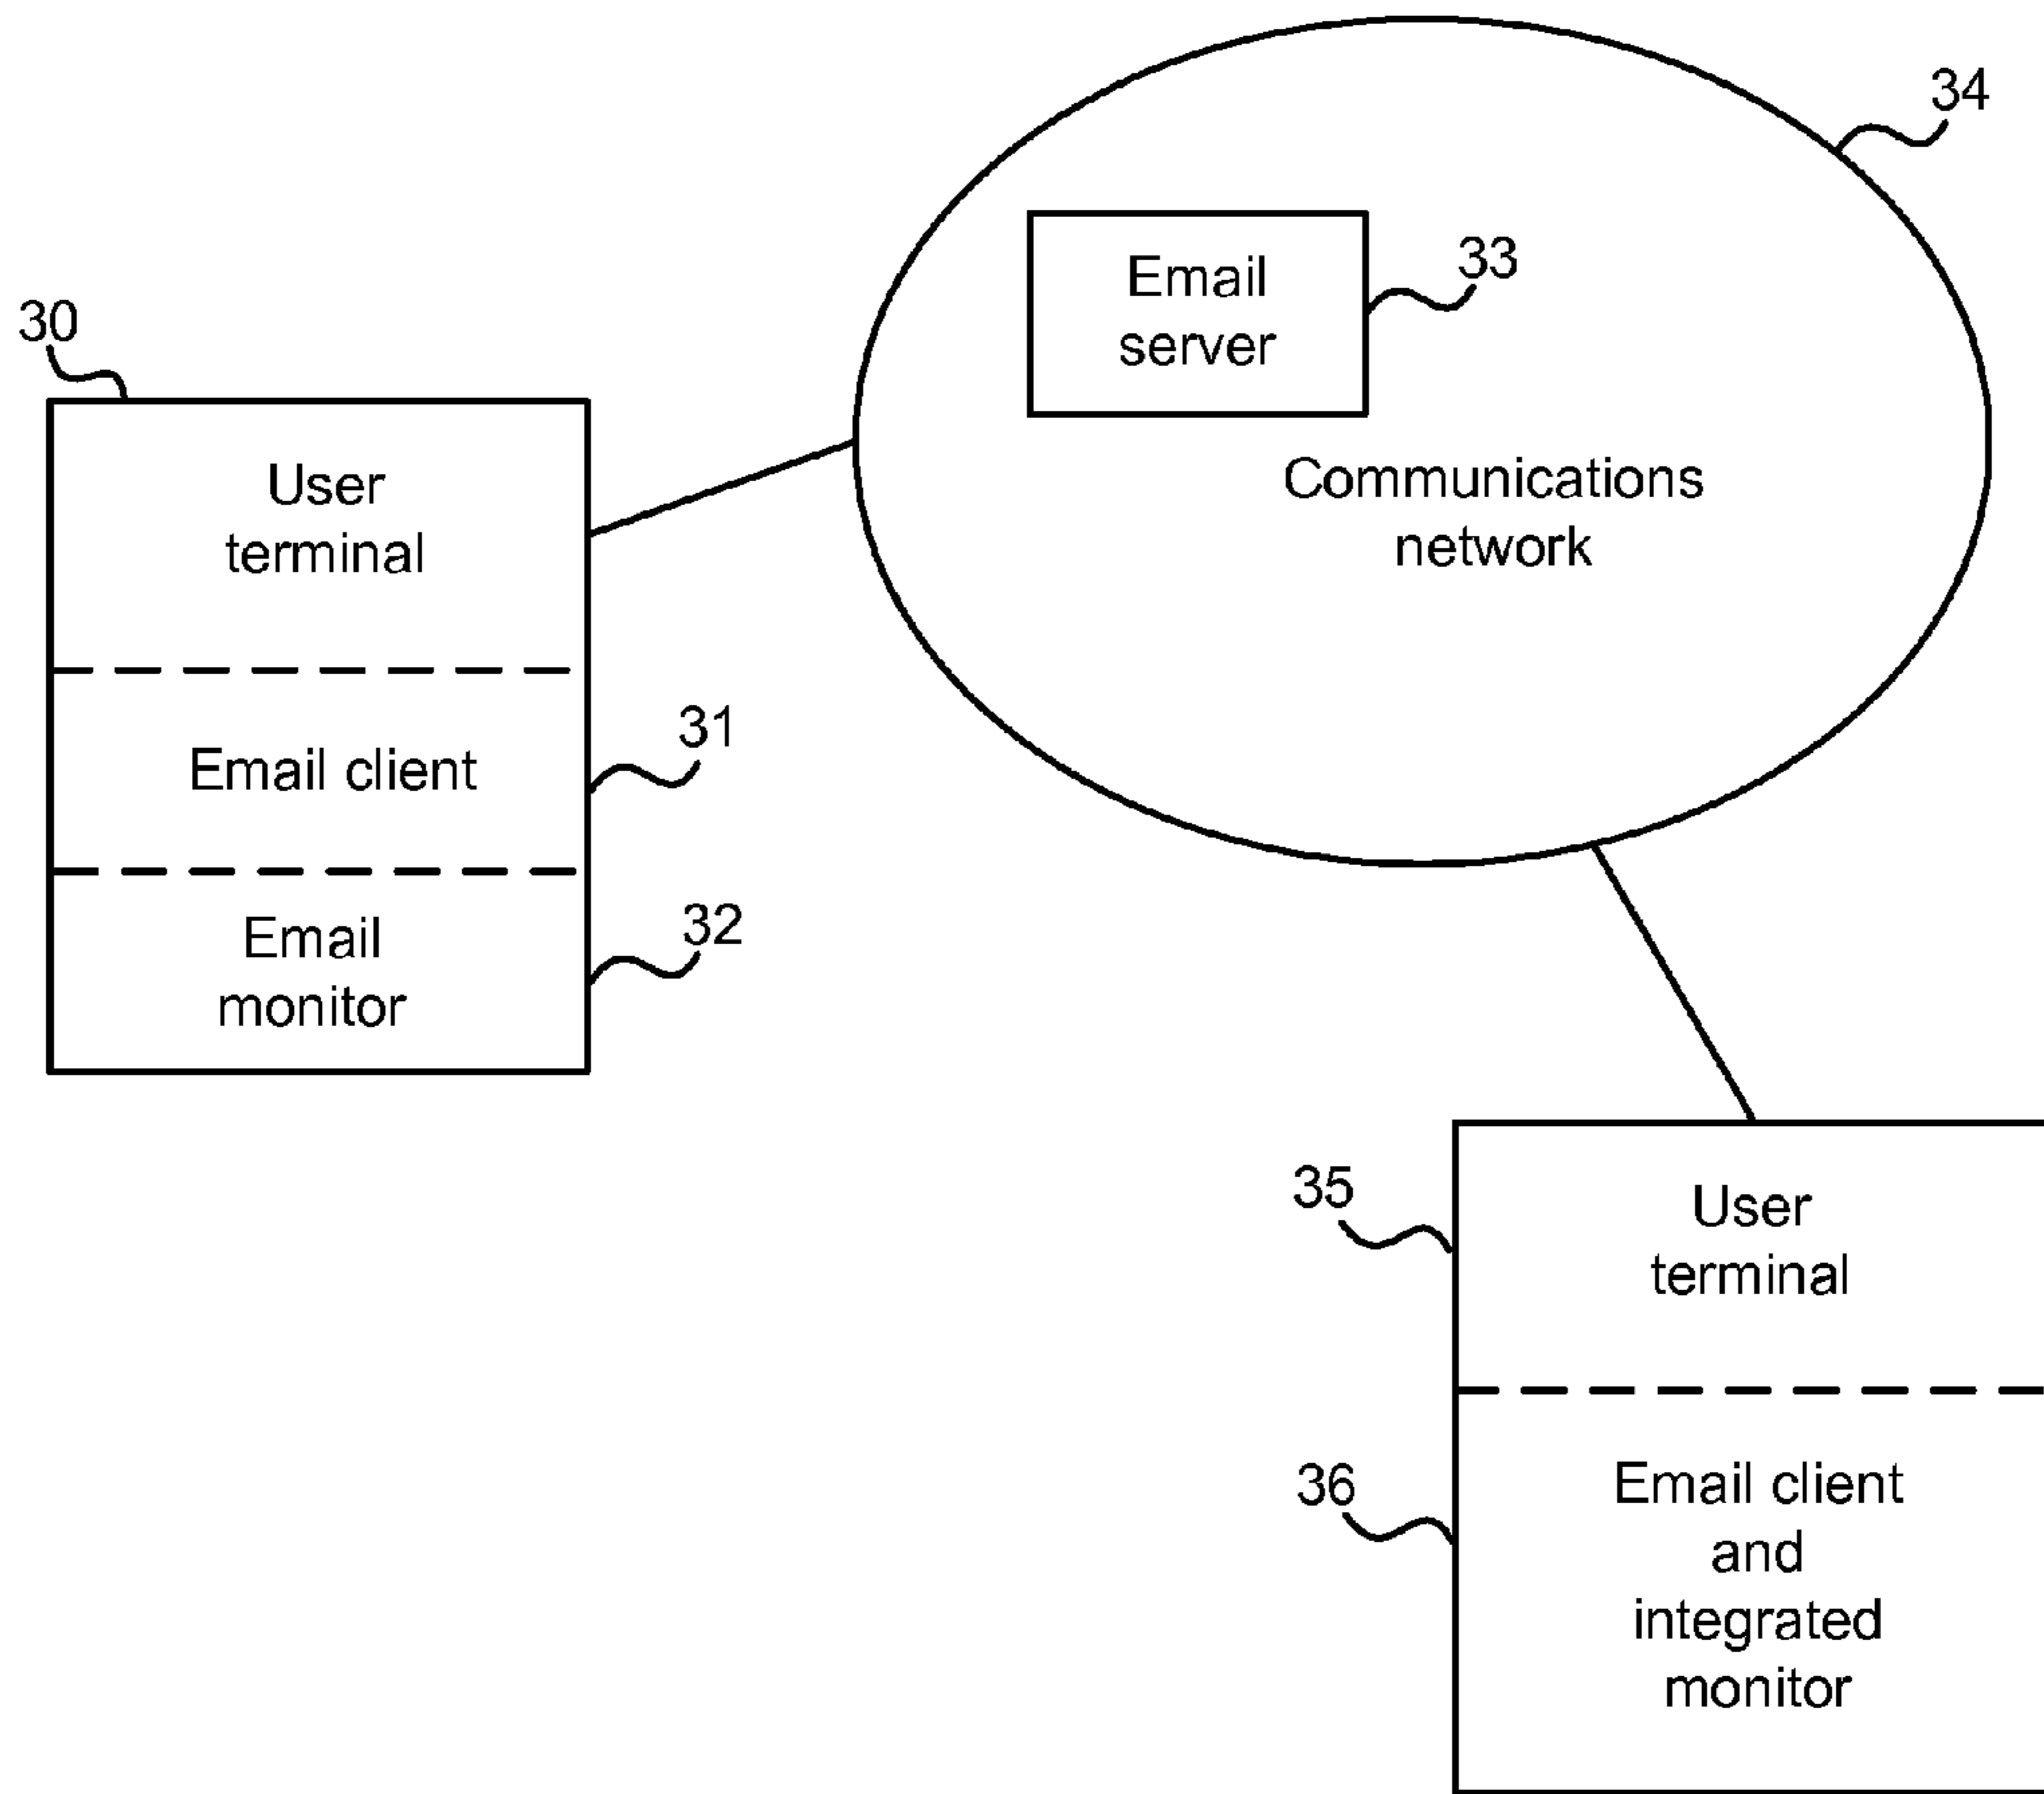 34
Email
server
33
30
Communications
network
User
terminal
31
Email client
32
Email
monitor
35
User
terminal
36
Email client
and
integrated
monitor